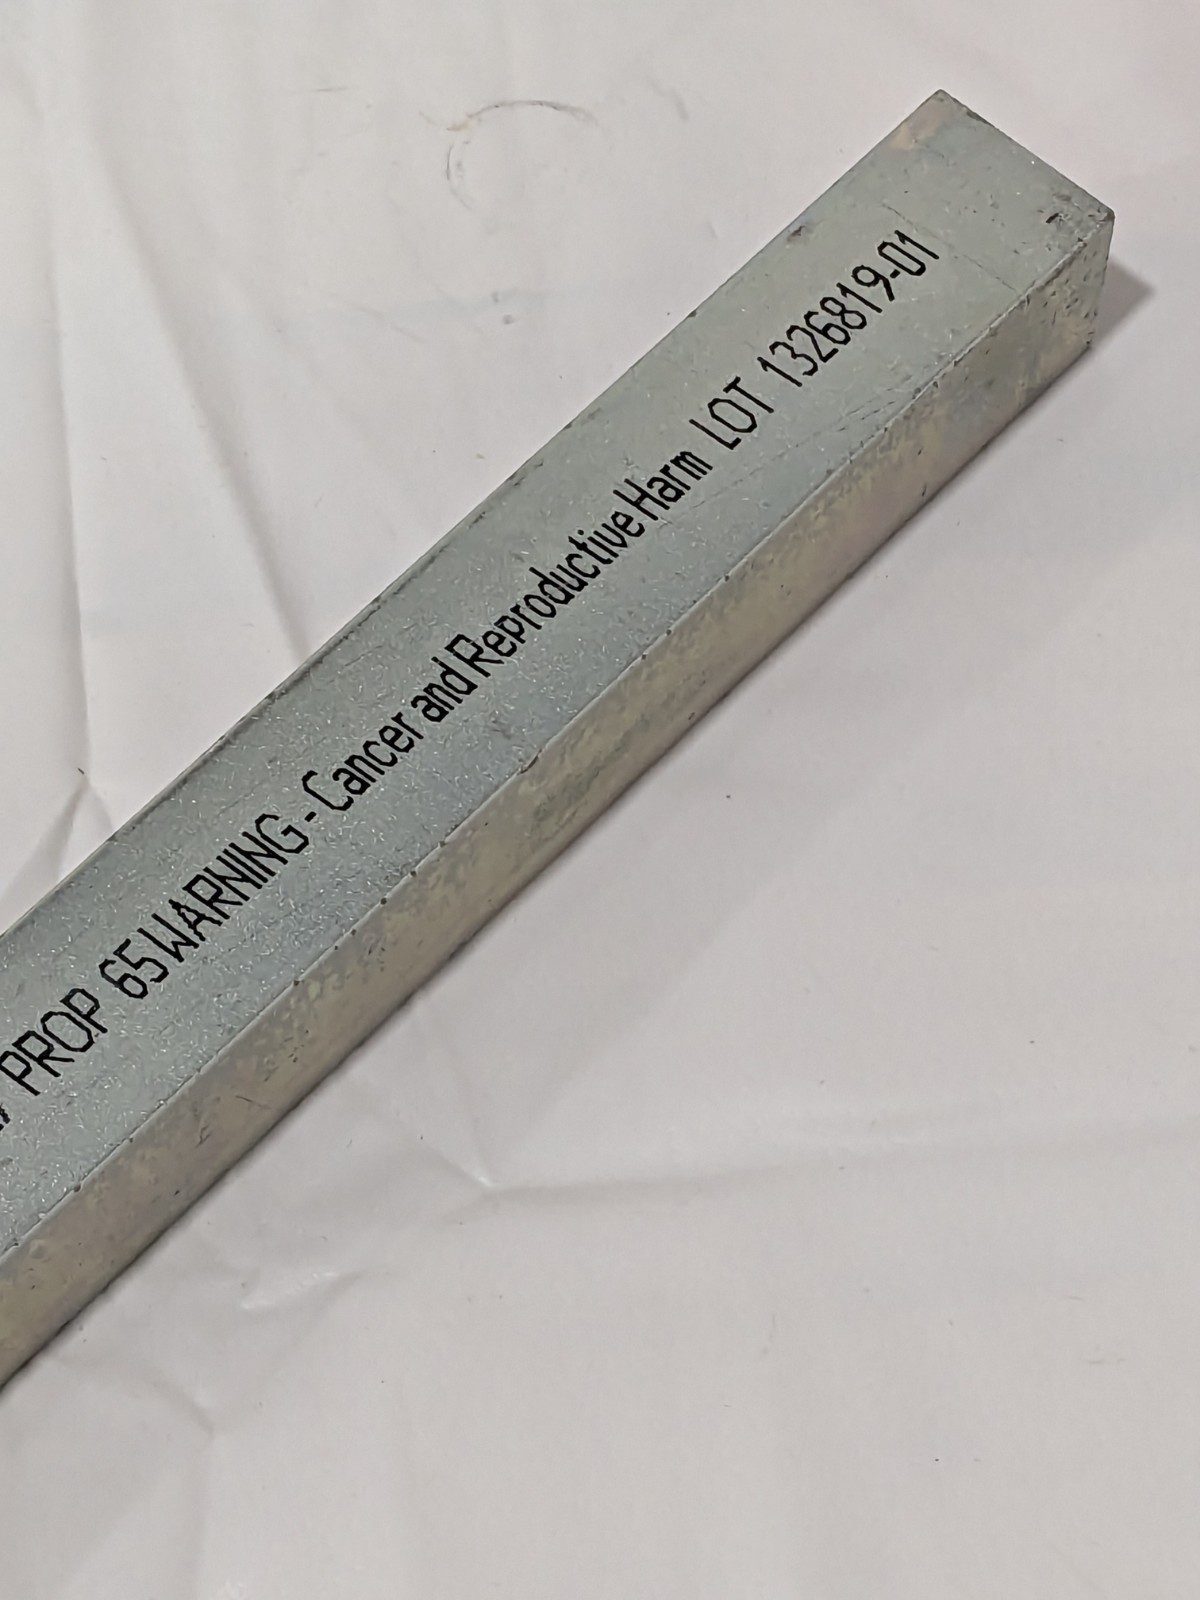 PROP 65 WARNING - Cancer and Reproductive Harm LOT 1326819-01